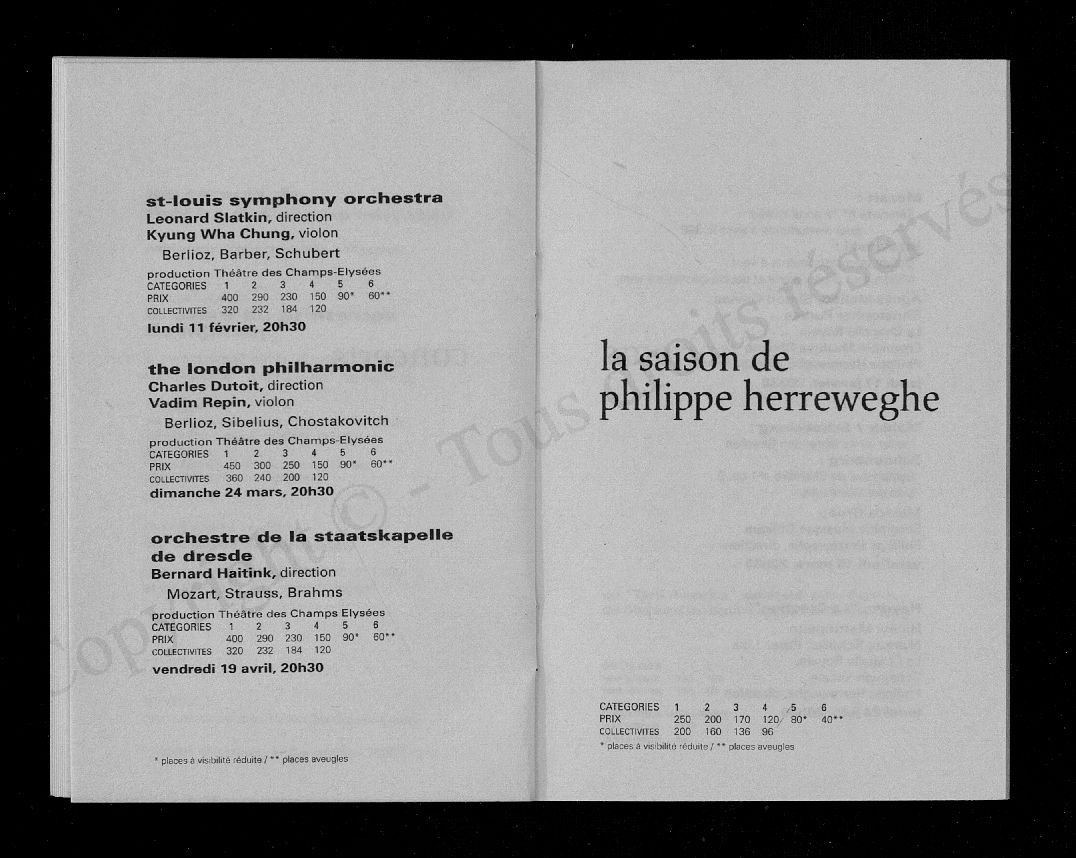 st-louis symphony orchestra
Leonard Slatkin, direction
Kyung Wha Chung, violon
Berlioz, Barber, Schubert
production Théâtre des Champs-Elysées
CATEGORIES 1 2 3 4 5 6
PRIX 400 290 230 150 90* 60**
COLLECTIVITES 320 232 184 120
lundi 11 février, 20h30
the london philharmonic
Charles Dutoit, direction
Vadim Repin, violon
Berlioz, Sibelius, Chostakovitch
production Théâtre des Champs-Elysées
CATEGORIES 1 2 3 4 5 6
PRIX 450 300 250 150 90* 60**
COLLECTIVITES 360 240 200 120
dimanche 24 mars, 20h30
orchestre de la staatskapelle
de dresde
Bernard Haitink, direction
Mozart, Strauss, Brahms
production Théâtre des Champs Elysées
CATEGORIES 1 2 3 4 5 6
PRIX 400 290 230 150 90* 60**
COLLECTIVITES 320 232 184 120
vendredi 19 avril, 20h30
* places à visibilité réduite / ** places aveugles
la saison de
philippe herreweghe
CATEGORIES 1 2 3 4 5 6
PRIX 250 200 170 120 80* 40**
COLLECTIVITES 200 160 136 96
* places à visibilité réduite / ** places aveugles
Copyright © - Tous droits réservés